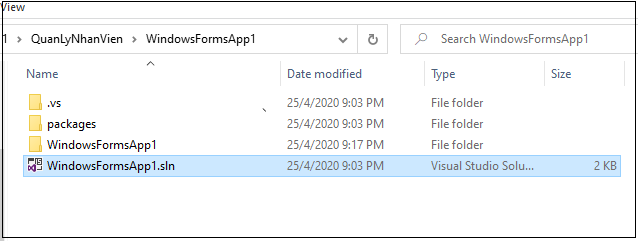 View
1 › QuanLyNhanVien › WindowsFormsApp1 Search WindowsFormsApp1
Name Date modified Type Size
.vs 25/4/2020 9:03 PM File folder
packages 25/4/2020 9:03 PM File folder
WindowsFormsApp1 25/4/2020 9:17 PM File folder
WindowsFormsApp1.sln 25/4/2020 9:03 PM Visual Studio Solu... 2 KB